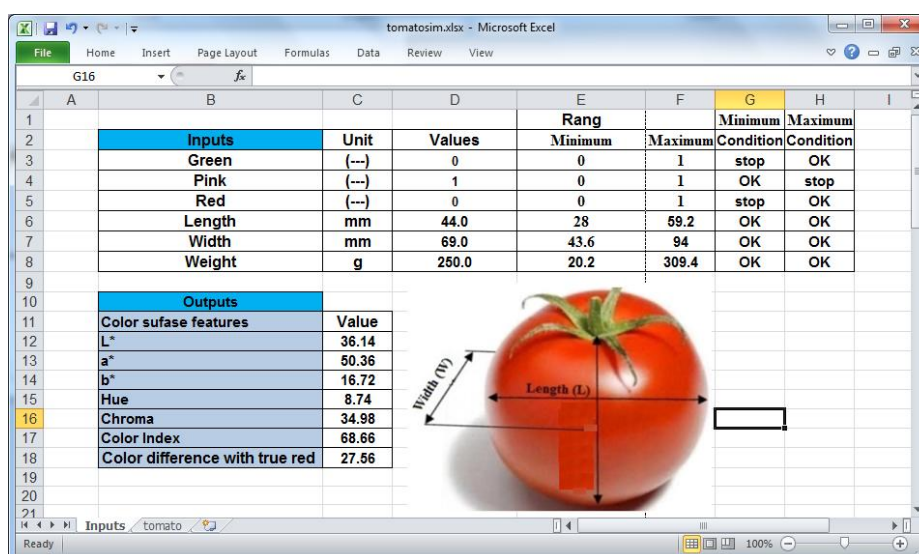 tomatosim.xlsx - Microsoft Excel
File Home Insert Page Layout Formulas Data Review View
G16 fx
A B C D E F G H I
1 Rang Minimum Maximum
2 Inputs Unit Values Minimum Maximum Condition Condition
3 Green (---) 0 0 1 stop OK
4 Pink (---) 1 0 1 OK stop
5 Red (---) 0 0 1 stop OK
6 Length mm 44.0 28 59.2 OK OK
7 Width mm 69.0 43.6 94 OK OK
8 Weight g 250.0 20.2 309.4 OK OK
9
10 Outputs
11 Color sufase features Value
12 L* 36.14
13 a* 50.36
14 b* 16.72
15 Hue 8.74
16 Chroma 34.98
17 Color Index 68.66
18 Color difference with true red 27.56
19
20
21
Width (W)
Length (L)
Inputs tomato
Ready 100%